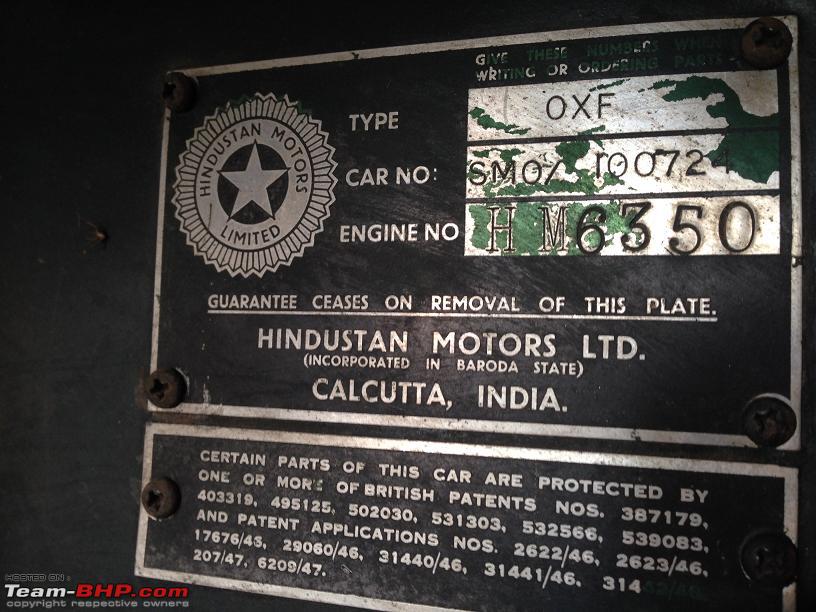 GIVE THESE NUMBERS WHEN
WRITING OR ORDERING PARTS
HINDUSTAN MOTORS
LIMITED
TYPE OXF
CAR NO: SMO/ 100724
ENGINE NO HM6350
GUARANTEE CEASES ON REMOVAL OF THIS PLATE.
HINDUSTAN MOTORS LTD.
(INCORPORATED IN BARODA STATE)
CALCUTTA, INDIA.
CERTAIN PARTS OF THIS CAR ARE PROTECTED BY
ONE OR MORE OF BRITISH PATENTS NOS. 387179,
403319, 495125, 502030, 531303, 532566, 539083,
AND PATENT APPLICATIONS NOS. 2622/46, 2623/46,
17676/45, 29060/46, 31440/46, 31441/46,
207/47, 6209/47.
HOSTED ON
Team-BHP.com
copyright respective owners